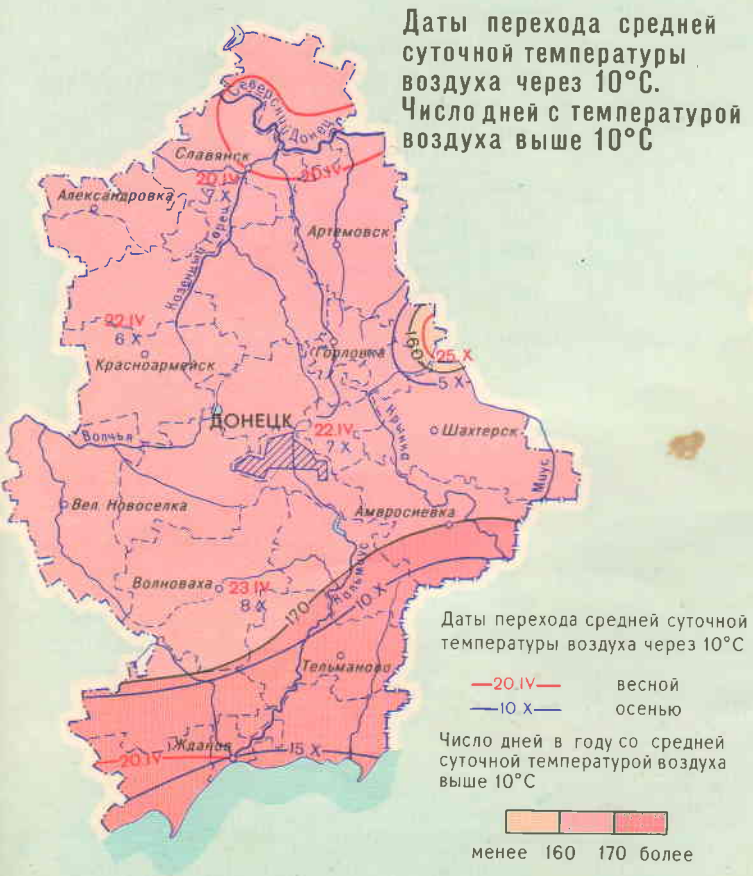 Даты перехода средней
суточной температуры
воздуха через 10°С.
Число дней с температурой
воздуха выше 10°С
Северский Донец
Славянск
20.IV
7 X
20.IV
Александровка
Артемовск
Казенный Торец
22.IV
6 X
Красноармейск
Горловка
160
25 X
5 X
ДОНЕЦК
Волчья
22.IV
7 X
Крынка
Шахтерск
Миус
Вел. Новоселка
Амвросиевка
Волноваха
23.IV
8 X
Кальмиус
170
10 X
Тельманово
Жданов
20.IV
15 X
Даты перехода средней суточной
температуры воздуха через 10°С
20.IV весной
10 X осенью
Число дней в году со средней
суточной температурой воздуха
выше 10°С
менее 160 170 более